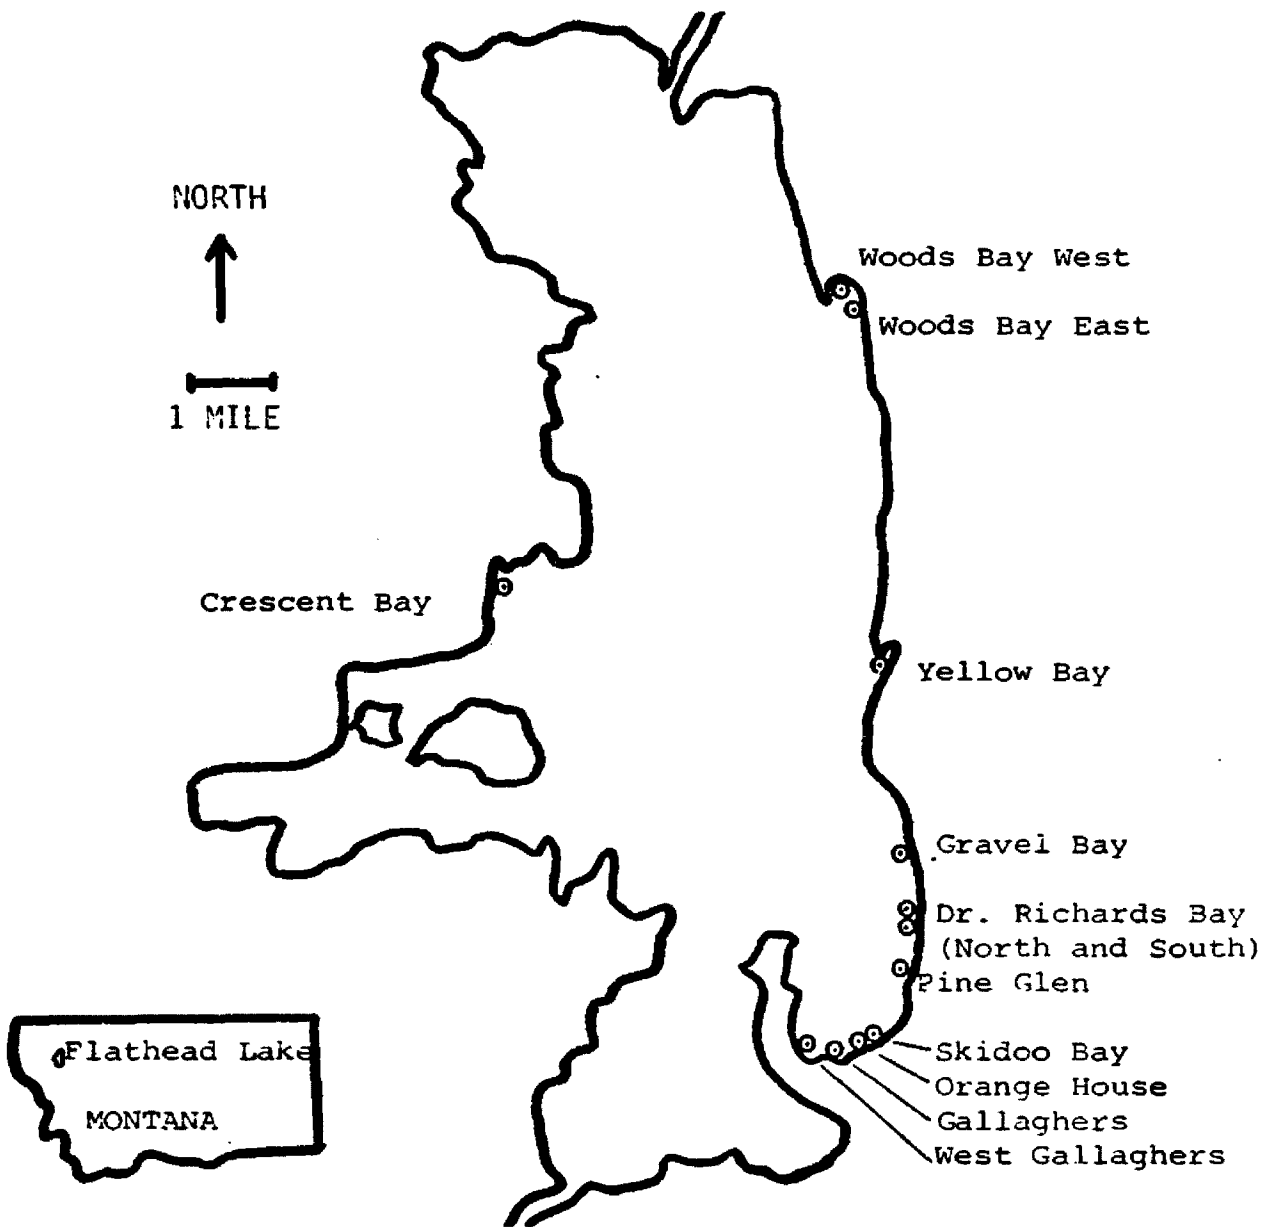 NORTH
1 MILE
Woods Bay West
Woods Bay East
Crescent Bay
Yellow Bay
Gravel Bay
Dr. Richards Bay
(North and South)
Pine Glen
Skidoo Bay
Orange House
Gallaghers
West Gallaghers
Flathead Lake
MONTANA